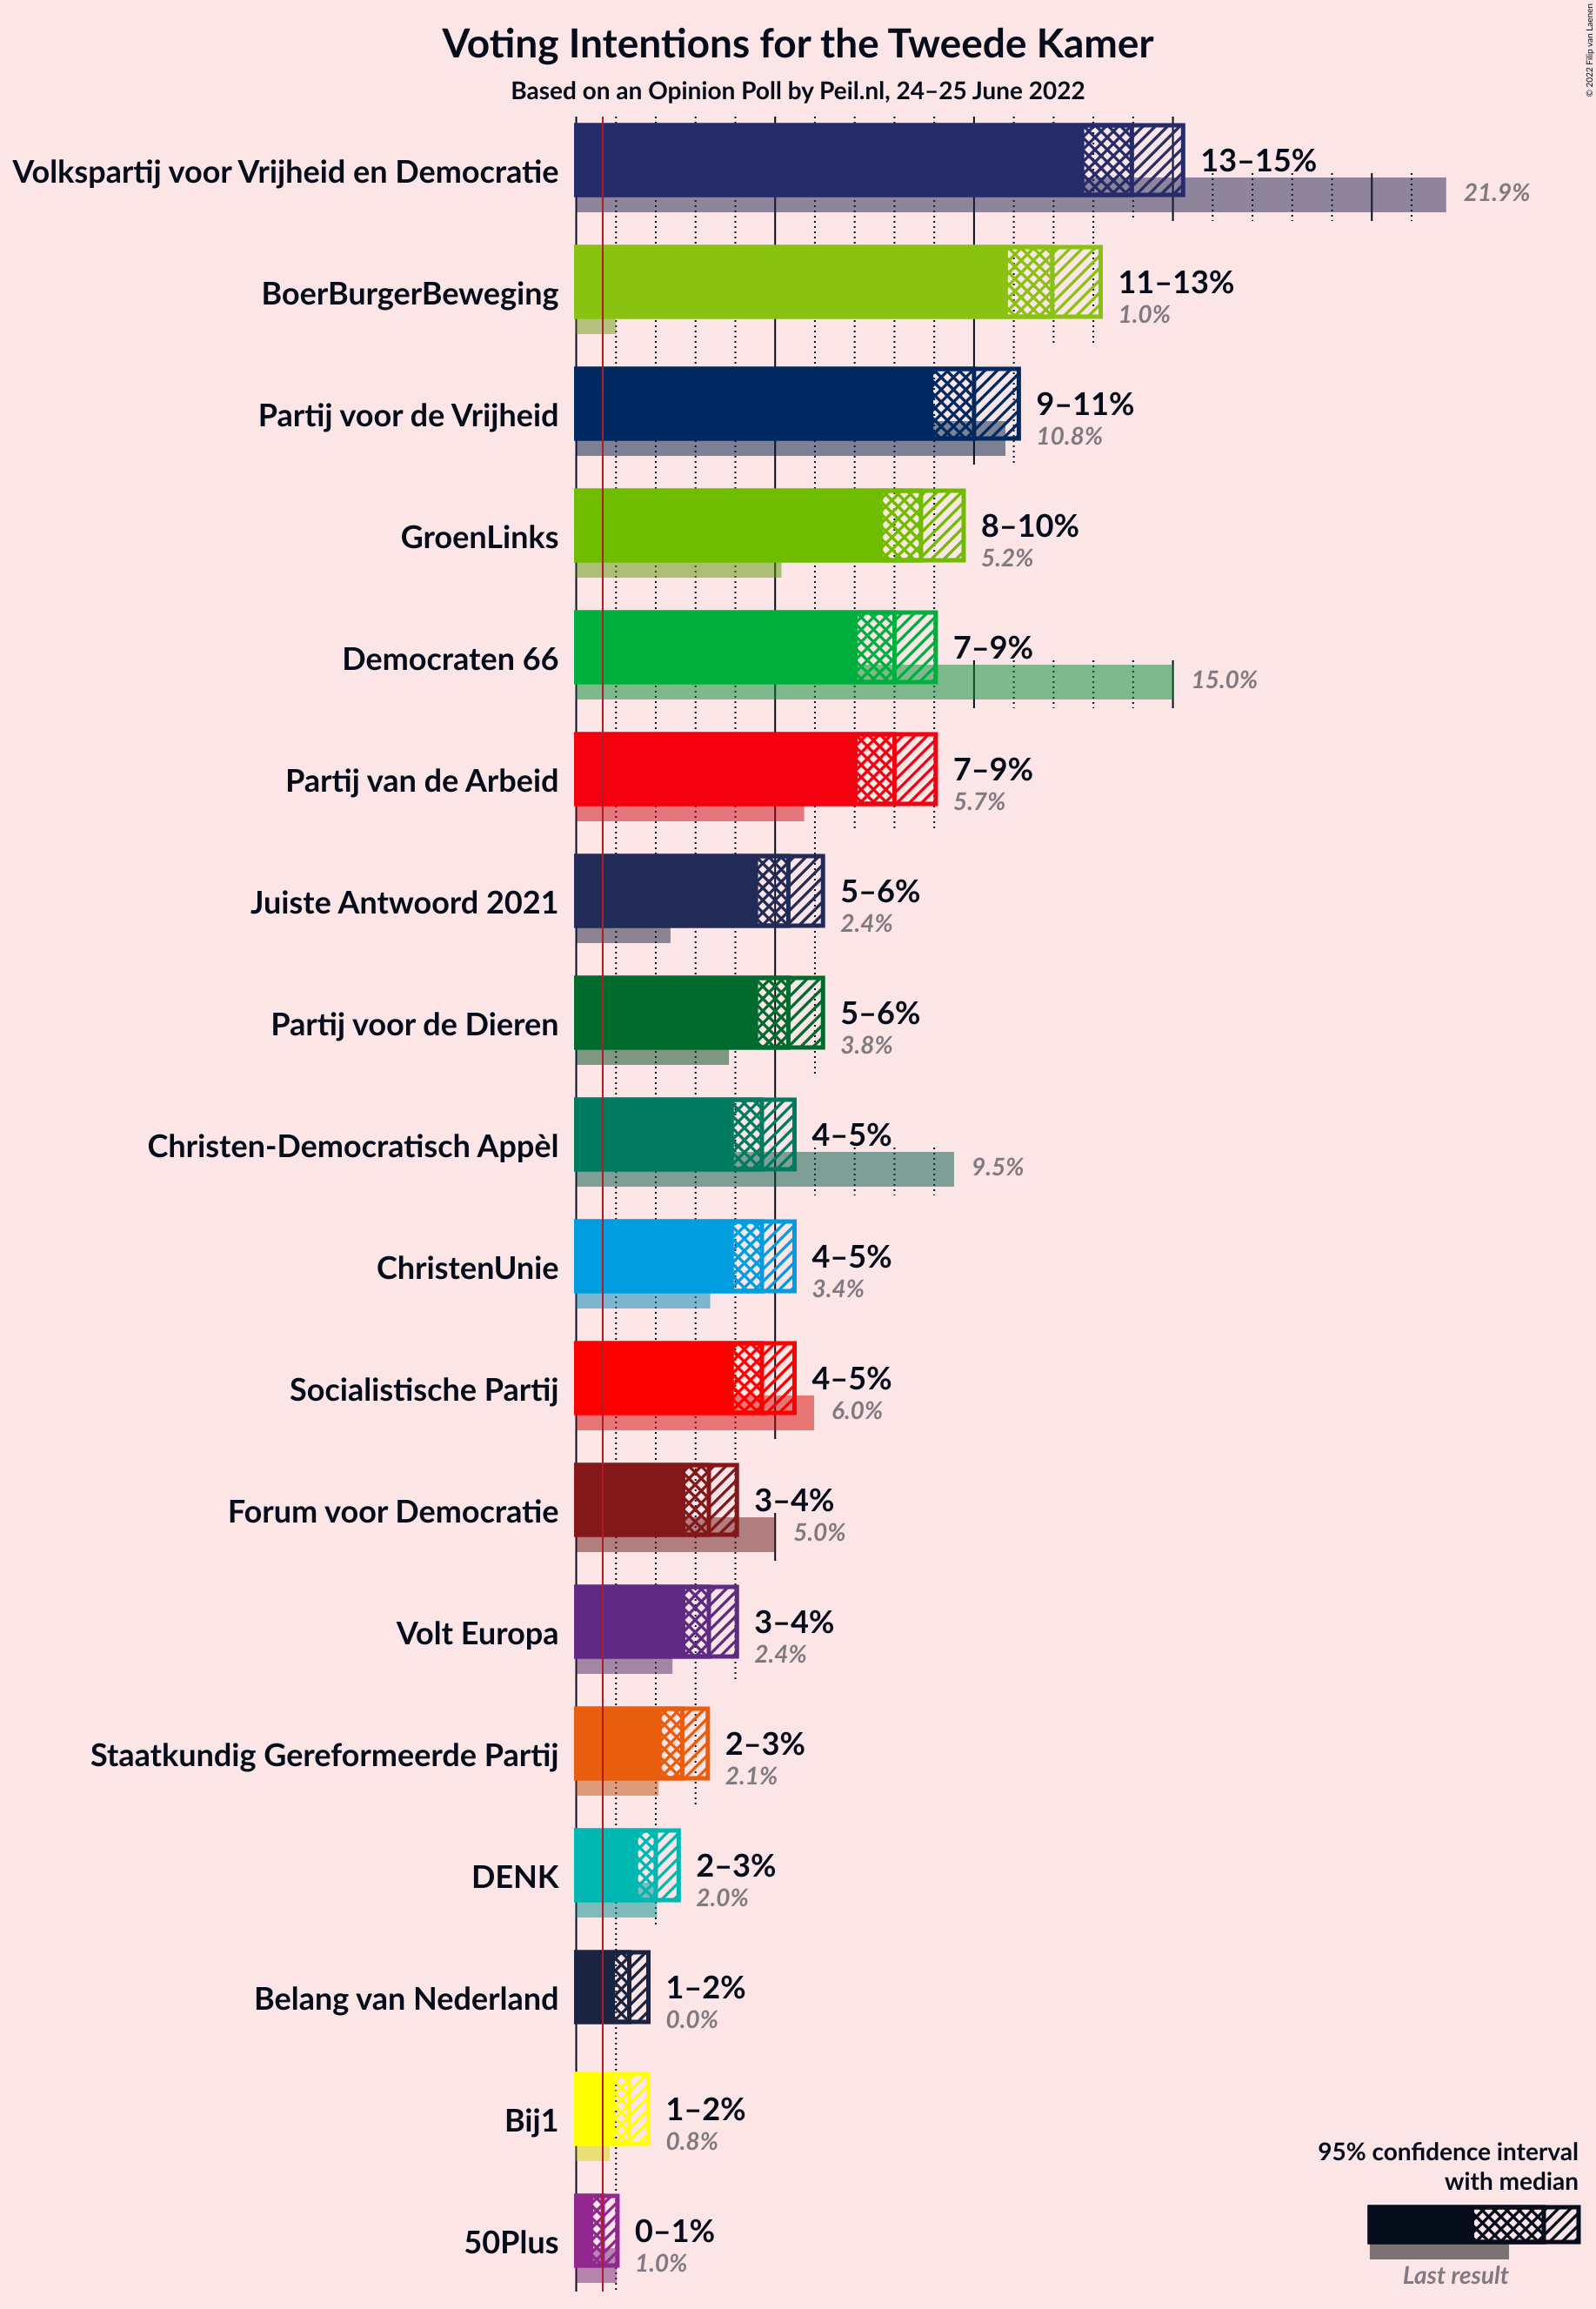 Voting Intentions for the Tweede Kamer
Based on an Opinion Poll by Peil.nl, 24–25 June 2022
© 2022 Filip van Laenen
Volkspartij voor Vrijheid en Democratie
13–15%
21.9%
BoerBurgerBeweging
11–13%
1.0%
Partij voor de Vrijheid
9–11%
10.8%
GroenLinks
8–10%
5.2%
Democraten 66
7–9%
15.0%
Partij van de Arbeid
7–9%
5.7%
Juiste Antwoord 2021
5–6%
2.4%
Partij voor de Dieren
5–6%
3.8%
Christen-Democratisch Appèl
4–5%
9.5%
ChristenUnie
4–5%
3.4%
Socialistische Partij
4–5%
6.0%
Forum voor Democratie
3–4%
5.0%
Volt Europa
3–4%
2.4%
Staatkundig Gereformeerde Partij
2–3%
2.1%
DENK
2–3%
2.0%
Belang van Nederland
1–2%
0.0%
Bij1
1–2%
0.8%
50Plus
0–1%
1.0%
95% confidence interval
with median
Last result